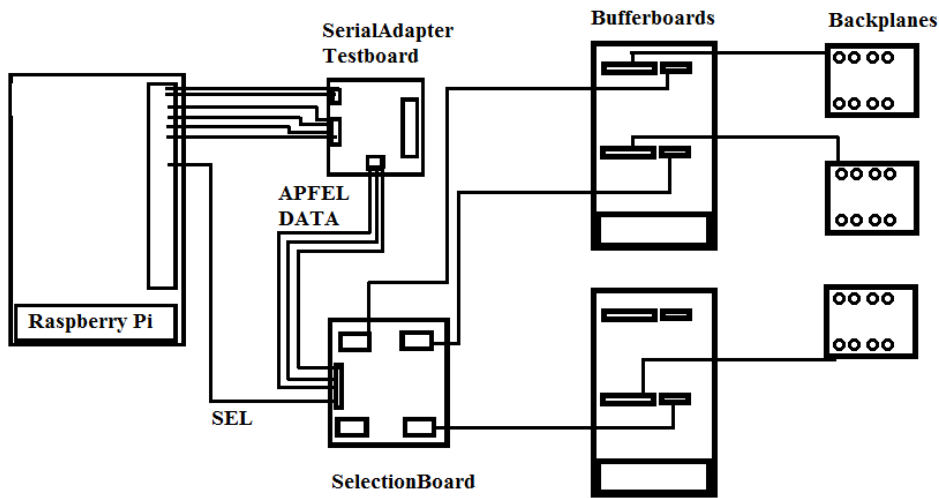 SerialAdapter
Testboard
Bufferboards
Backplanes
APFEL
DATA
Raspberry Pi
SEL
SelectionBoard